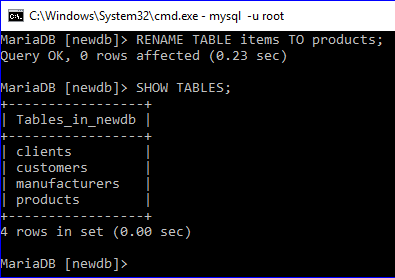 C:\Windows\System32\cmd.exe - mysql  -u root
MariaDB [newdb]> RENAME TABLE items TO products;
Query OK, 0 rows affected (0.23 sec)
MariaDB [newdb]> SHOW TABLES;
+-----------------+
| Tables_in_newdb |
+-----------------+
| clients         |
| customers       |
| manufacturers   |
| products        |
+-----------------+
4 rows in set (0.00 sec)
MariaDB [newdb]>